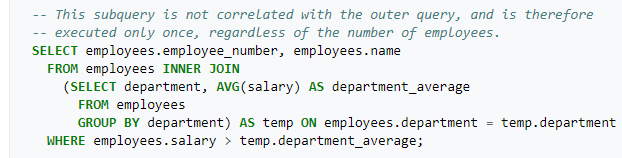 -- This subquery is not correlated with the outer query, and is therefore
-- executed only once, regardless of the number of employees.
SELECT employees.employee_number, employees.name
FROM employees INNER JOIN
(SELECT department, AVG(salary) AS department_average
FROM employees
GROUP BY department) AS temp ON employees.department = temp.department
WHERE employees.salary > temp.department_average;